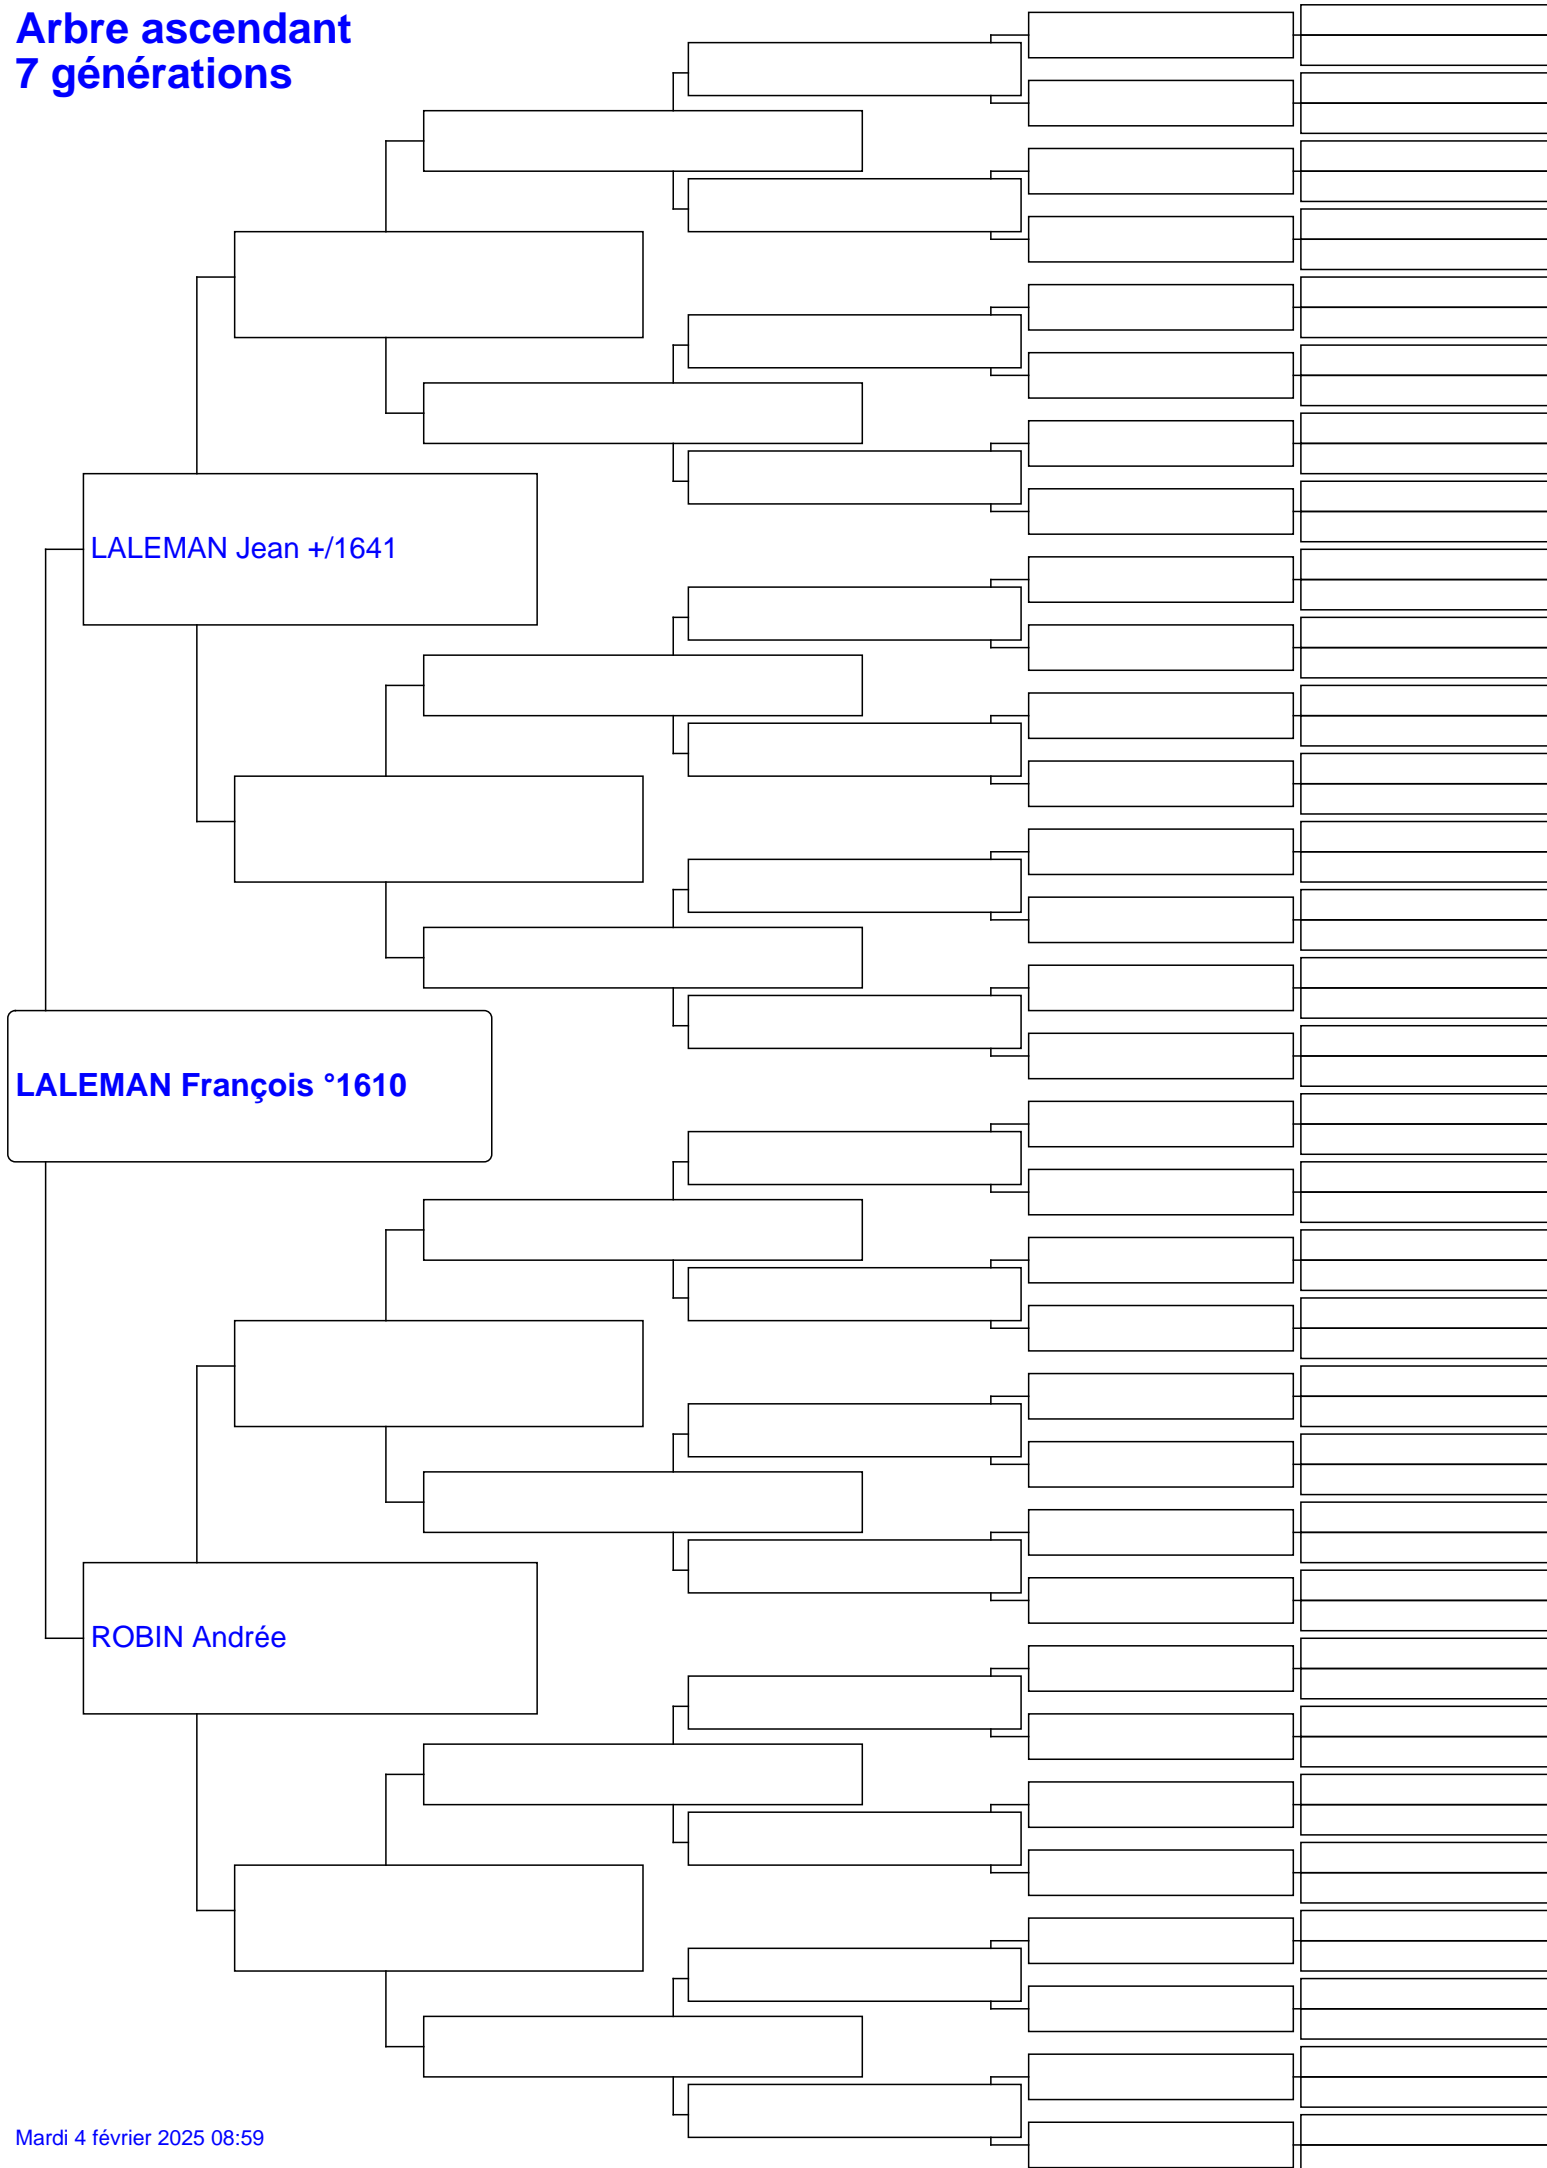 Arbre ascendant
7 générations
LALEMAN Jean +/1641
LALEMAN François °1610
ROBIN Andrée
Mardi 4 février 2025 08:59